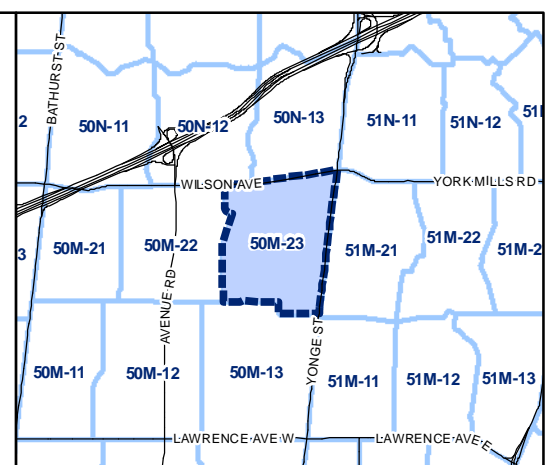 BATHURST ST
2
50N-11
50N-12
50N-13
51N-11
51N-12
51
WILSON AVE
YORK MILLS RD
3
50M-21
50M-22
50M-23
51M-21
51M-22
51M-2
AVENUE RD
YONGE ST
50M-11
50M-12
50M-13
51M-11
51M-12
51M-13
LAWRENCE AVE W
LAWRENCE AVE E